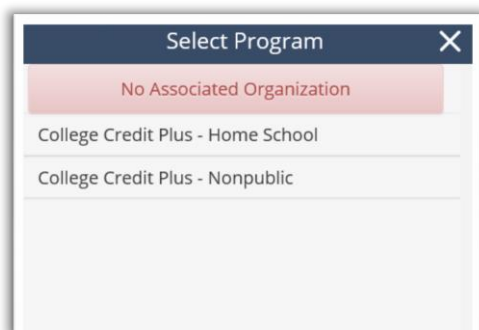 Select Program
No Associated Organization
College Credit Plus - Home School
College Credit Plus - Nonpublic